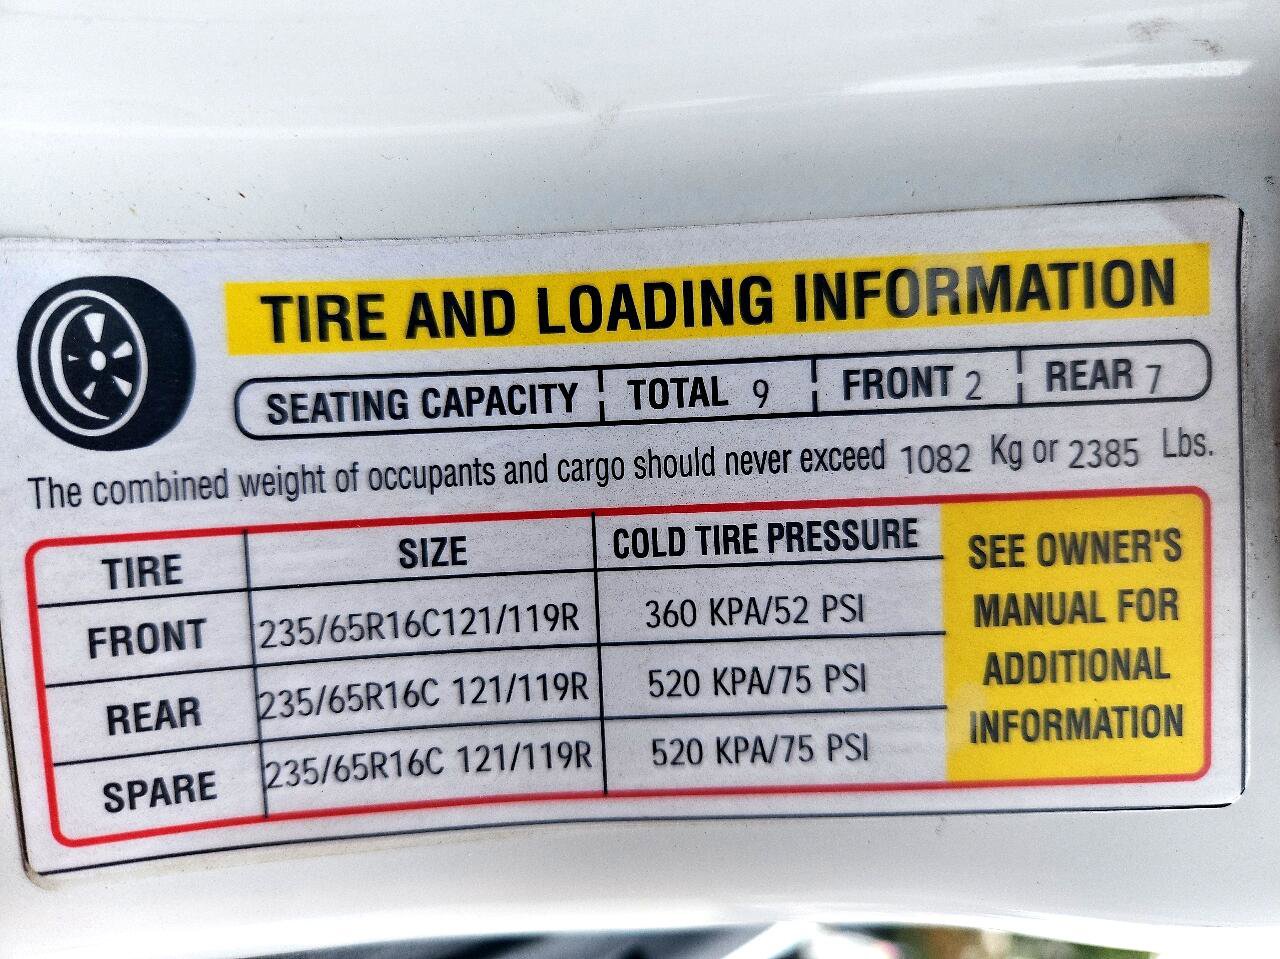 TIRE AND LOADING INFORMATION
SEATING CAPACITY TOTAL 9 FRONT 2 REAR 7
The combined weight of occupants and cargo should never exceed 1082 Kg or 2385 Lbs.
TIRE SIZE COLD TIRE PRESSURE
FRONT 235/65R16C121/119R 360 KPA/52 PSI
REAR 235/65R16C 121/119R 520 KPA/75 PSI
SPARE 235/65R16C 121/119R 520 KPA/75 PSI
SEE OWNER'S
MANUAL FOR
ADDITIONAL
INFORMATION